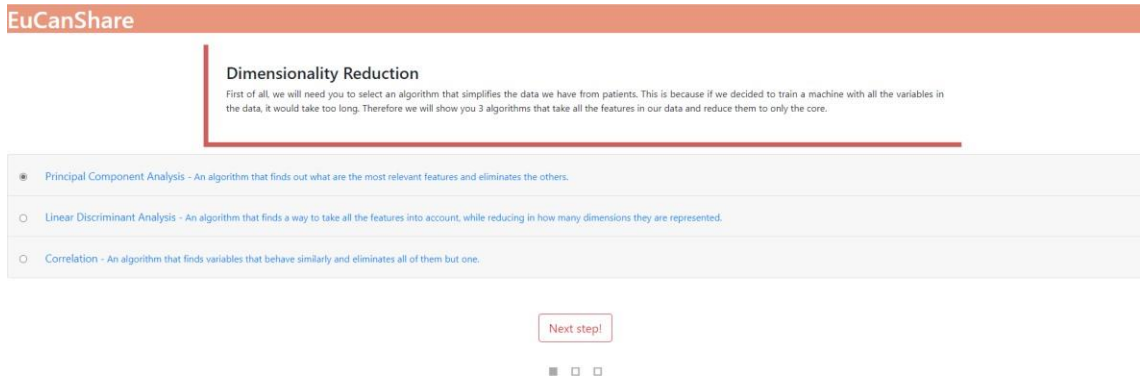 EuCanShare
Dimensionality Reduction
First of all, we will need you to select an algorithm that simplifies the data we have from patients. This is because if we decided to train a machine with all the variables in
the data, it would take too long. Therefore we will show you 3 algorithms that take all the features in our data and reduce them to only the core.
Principal Component Analysis - An algorithm that finds out what are the most relevant features and eliminates the others.
Linear Discriminant Analysis - An algorithm that finds a way to take all the features into account, while reducing in how many dimensions they are represented.
Correlation - An algorithm that finds variables that behave similarly and eliminates all of them but one.
Next step!